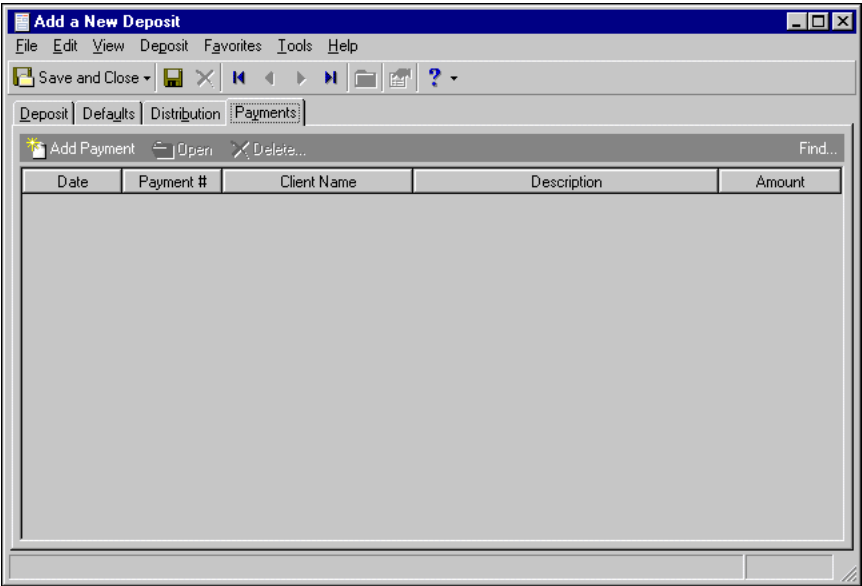 Add a New Deposit
File Edit View Deposit Favorites Tools Help
Save and Close ?
Deposit Defaults Distribution Payments
Add Payment Open Delete... Find...
Date Payment # Client Name Description Amount